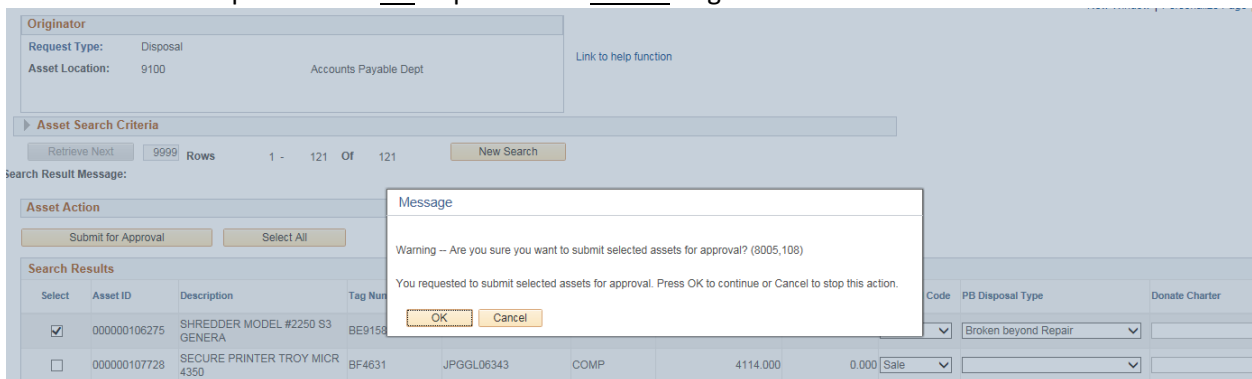 Originator
Request Type: Disposal
Link to help function
Asset Location: 9100 Accounts Payable Dept
Asset Search Criteria
Retrieve Next 9999 Rows 1 - 121 Of 121 New Search
Search Result Message:
Message
Asset Action
Submit for Approval Select All
Warning -- Are you sure you want to submit selected assets for approval? (8005,108)
You requested to submit selected assets for approval. Press OK to continue or Cancel to stop this action.
OK Cancel
Search Results
Select Asset ID Description Tag Num Code PB Disposal Type Donate Charter
000000106275 SHREDDER MODEL #2250 S3 GENERA BE9158 Broken beyond Repair
000000107728 SECURE PRINTER TROY MICR 4350 BF4631 JPGGL06343 COMP 4114.000 0.000 Sale